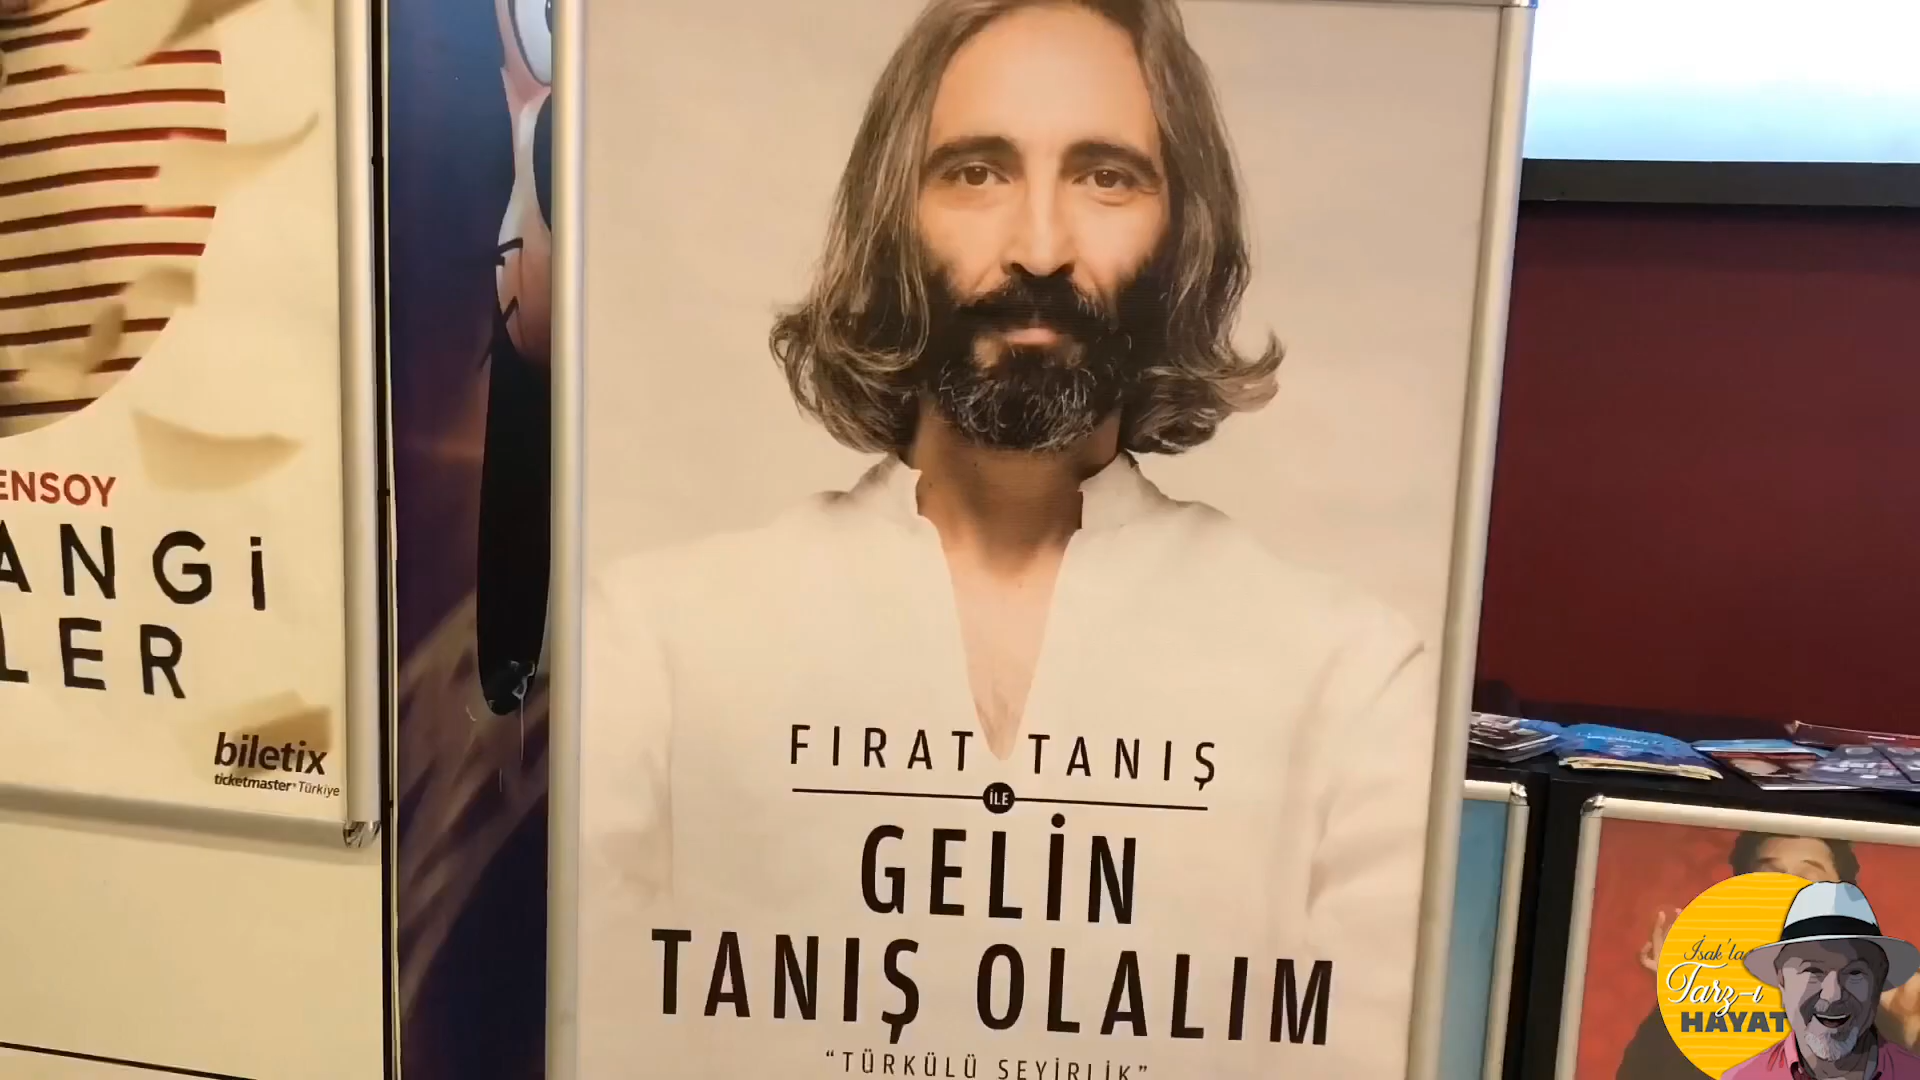 ENSOY
ANGİ
LER
biletix
ticketmaster Türkiye
FIRAT TANIŞ
İLE
GELİN
TANIŞ OLALIM
“TÜRKÜLÜ SEYİRLİK”
İsak'la
Tarz-ı
HAYAT